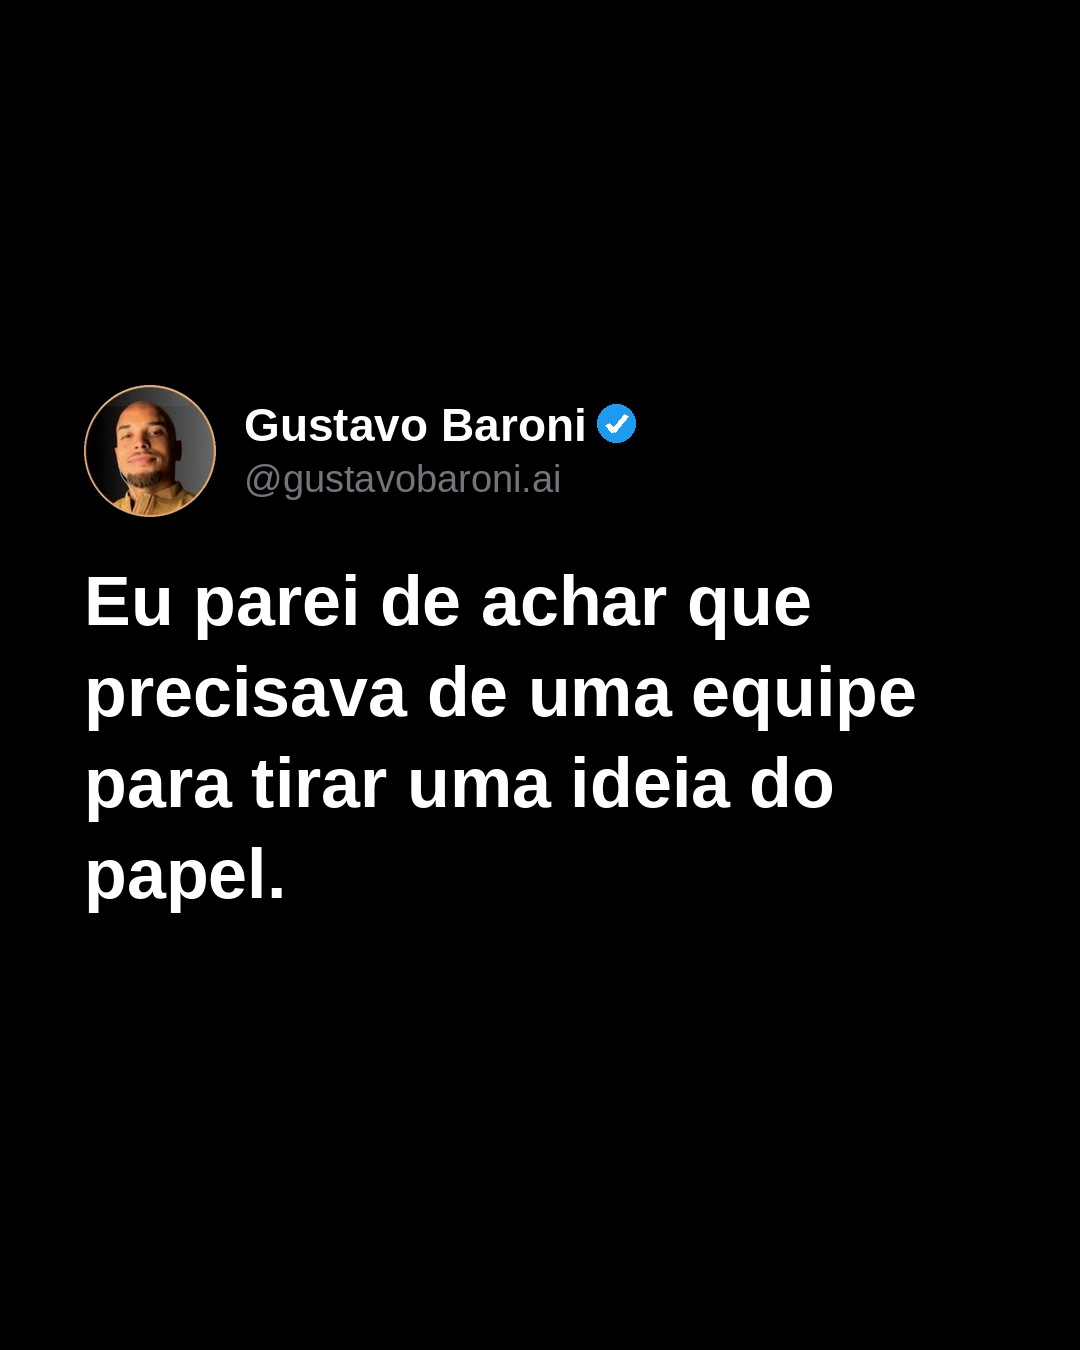 Gustavo Baroni
@gustavobaroni.ai
Eu parei de achar que
precisava de uma equipe
para tirar uma ideia do
papel.